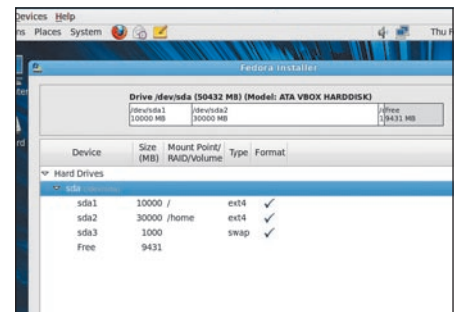 Devices Help
ns Places System Thu F
Fedora Installer
Drive /dev/sda (50432 MB) (Model: ATA VBOX HARDDISK)
/dev/sda1 /dev/sda2 Free
10000 MB 30000 MB 9431 MB
Device Size (MB) Mount Point/ RAID/Volume Type Format
Hard Drives
sda
sda1 10000 / ext4 ✓
sda2 30000 /home ext4 ✓
sda3 1000 swap ✓
Free 9431